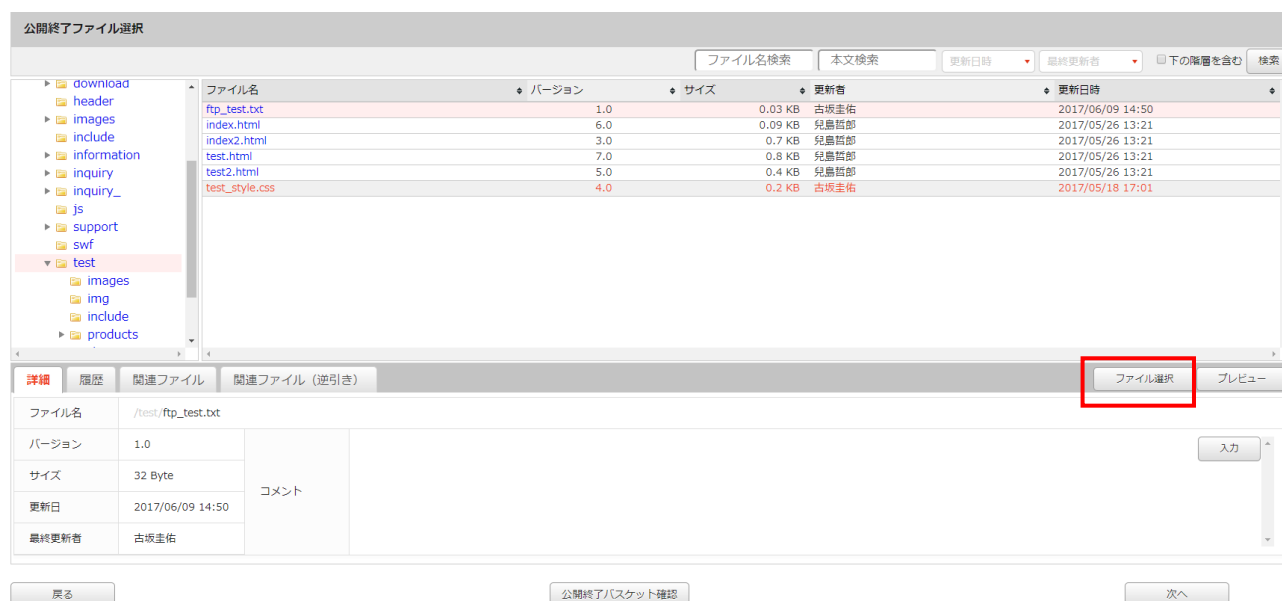 公開終了ファイル選択
ファイル名検索 本文検索 更新日時 最終更新者 下の階層を含む 検索
download
header
images
include
information
inquiry
inquiry_
js
support
swf
test
images
img
include
products
ファイル名 バージョン サイズ 更新者 更新日時
ftp_test.txt 1.0 0.03 KB 古坂圭佑 2017/06/09 14:50
index.html 6.0 0.09 KB 兒島哲郎 2017/05/26 13:21
index2.html 3.0 0.7 KB 兒島哲郎 2017/05/26 13:21
test.html 7.0 0.8 KB 兒島哲郎 2017/05/26 13:21
test2.html 5.0 0.4 KB 兒島哲郎 2017/05/26 13:21
test_style.css 4.0 0.2 KB 古坂圭佑 2017/05/18 17:01
詳細 履歴 関連ファイル 関連ファイル（逆引き） ファイル選択 プレビュー
ファイル名 /test/ftp_test.txt
バージョン 1.0
サイズ 32 Byte
更新日 2017/06/09 14:50
最終更新者 古坂圭佑
コメント
入力
戻る 公開終了バスケット確認 次へ